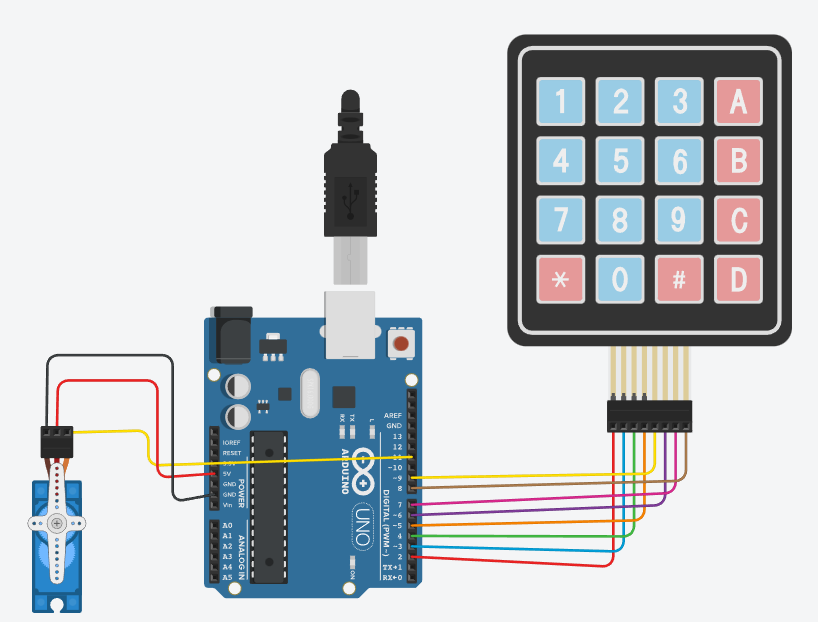 1 2 3 A
4 5 6 B
7 8 9 C
* 0 # D
IOREF
RESET
5V
GND
GND
Vin
POWER
A0
A1
A2
A3
A4
A5
ANALOG IN
RX TX L
ARDUINO
UNO
ON
AREF
GND
13
12
~11
~10
~9
8
7
~6
~5
4
~3
2
TX→1
RX←0
DIGITAL (PWM~)